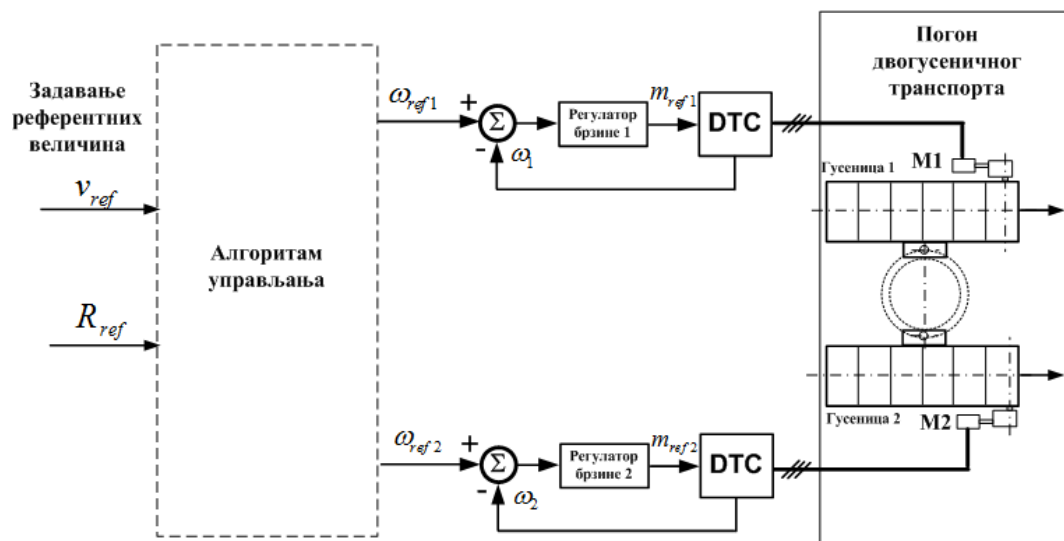 Задавање
референтних
величина
v_ref
R_ref
Алгоритам
управљања
ω_ref1
+
Σ
-
ω_1
Регулатор
брзине 1
m_ref1
DTC
ω_ref2
+
Σ
-
ω_2
Регулатор
брзине 2
m_ref2
DTC
Погон
двогусеничног
транспорта
Гусеница 1
M1
Гусеница 2
M2